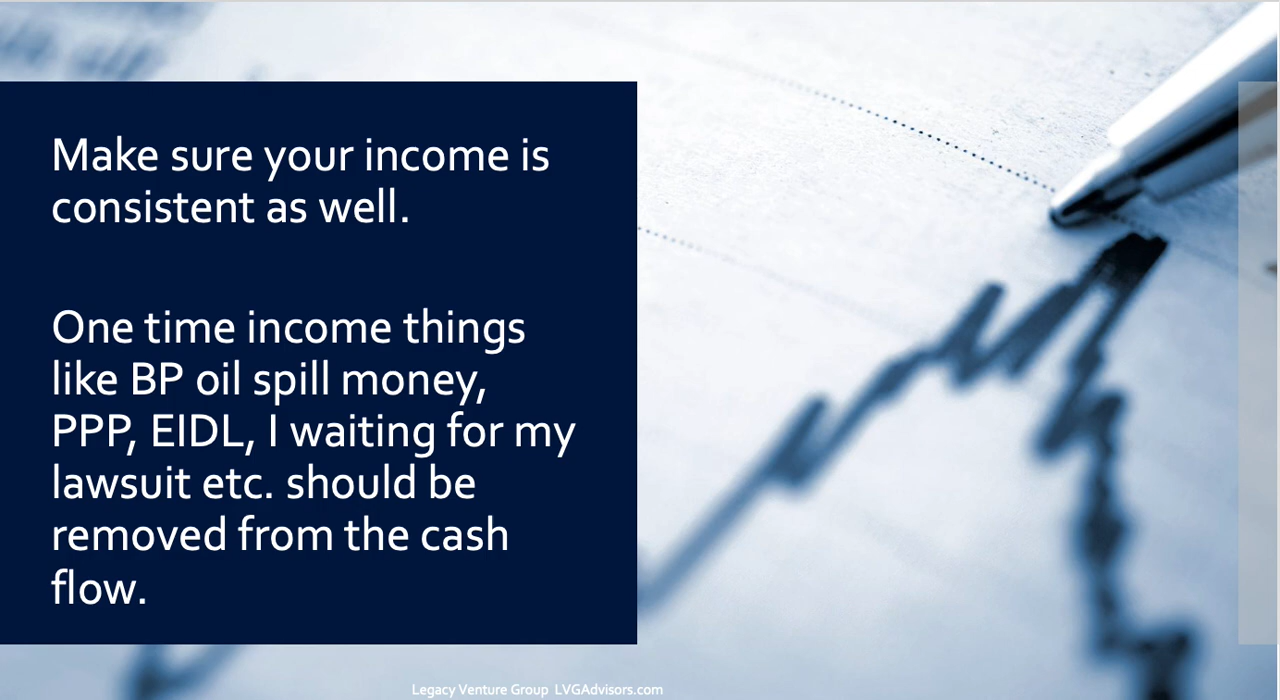 Make sure your income is
consistent as well.
One time income things
like BP oil spill money,
PPP, EIDL, I waiting for my
lawsuit etc. should be
removed from the cash
flow.
Legacy Venture Group LVGAdvisors.com